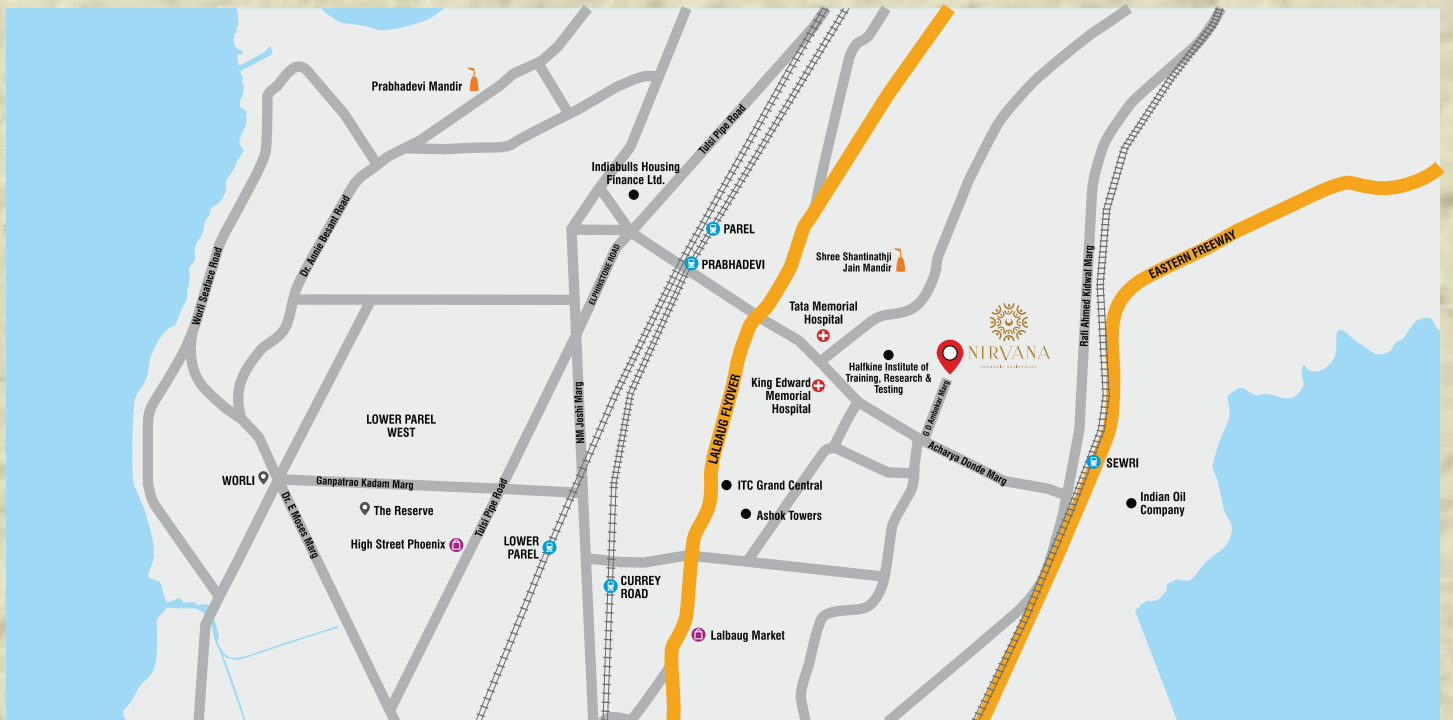 Prabhadevi Mandir
Tulsi Pipe Road
Indiabulls Housing
Finance Ltd.
Dr. Annie Besant Road
PAREL
PRABHADEVI
Worli Seaface Road
ELPHINSTONE ROAD
Shree Shantinathji
Jain Mandir
Rafi Ahmed Kidwal Marg
EASTERN FREEWAY
Tata Memorial
Hospital
NIRVANA
Halfkine Institute of
Training, Research &
Testing
King Edward
Memorial
Hospital
G D Ambekar Marg
LALBAUG FLYOVER
NM Joshi Marg
LOWER PAREL
WEST
Acharya Donde Marg
SEWRI
WORLI
Ganpatrao Kadam Marg
ITC Grand Central
Indian Oil
Company
The Reserve
Ashok Towers
Dr. E Moses Marg
Tulsi Pipe Road
High Street Phoenix
LOWER
PAREL
CURREY
ROAD
Lalbaug Market